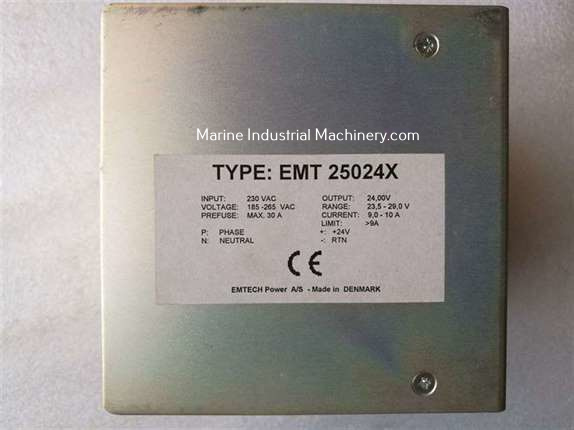 Marine Industrial Machinery.com
TYPE: EMT 25024X
INPUT: 230 VAC OUTPUT: 24,00V
VOLTAGE: 185 -265 VAC RANGE: 23,5 - 29,0 V
PREFUSE: MAX. 30 A CURRENT: 9,0 - 10 A
LIMIT: >9A
P: PHASE +: +24V
N: NEUTRAL -: RTN
CE
EMTECH Power A/S - Made in DENMARK